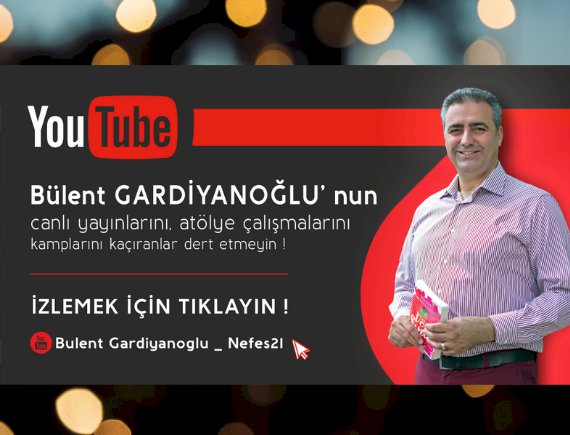 YouTube
Bülent GARDİYANOĞLU' nun
canlı yayınlarını, atölye çalışmalarını
kamplarını kaçıranlar dert etmeyin !
İZLEMEK İÇİN TIKLAYIN !
Bulent Gardiyanoglu _ Nefes21